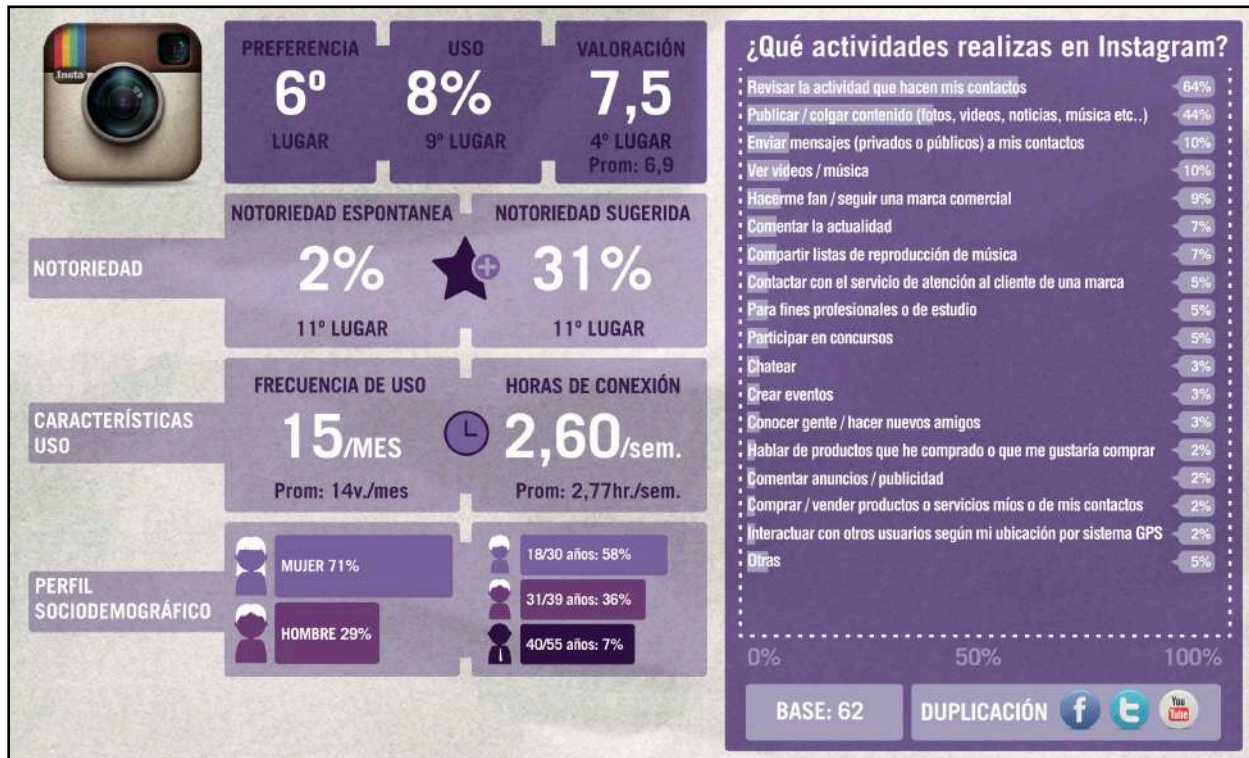 Insta
PREFERENCIA
6º
LUGAR
USO
8%
9º LUGAR
VALORACIÓN
7,5
4º LUGAR
Prom: 6,9
NOTORIEDAD
NOTORIEDAD ESPONTANEA
2%
11º LUGAR
NOTORIEDAD SUGERIDA
31%
11º LUGAR
CARACTERÍSTICAS
USO
FRECUENCIA DE USO
15/MES
Prom: 14v./mes
HORAS DE CONEXIÓN
2,60/sem.
Prom: 2,77hr./sem.
PERFIL
SOCIODEMOGRÁFICO
MUJER 71%
HOMBRE 29%
18/30 años: 58%
31/39 años: 36%
40/55 años: 7%
¿Qué actividades realizas en Instagram?
Revisar la actividad que hacen mis contactos 64%
Publicar / colgar contenido (fotos, videos, noticias, música etc..) 44%
Enviar mensajes (privados o públicos) a mis contactos 10%
Ver vídeos / música 10%
Hacerme fan / seguir una marca comercial 9%
Comentar la actualidad 7%
Compartir listas de reproducción de música 7%
Contactar con el servicio de atención al cliente de una marca 5%
Para fines profesionales o de estudio 5%
Participar en concursos 5%
Chatear 3%
Crear eventos 3%
Conocer gente / hacer nuevos amigos 3%
Hablar de productos que he comprado o que me gustaría comprar 2%
Comentar anuncios / publicidad 2%
Comprar / vender productos o servicios míos o de mis contactos 2%
Interactuar con otros usuarios según mi ubicación por sistema GPS 2%
Otras 5%
0% 50% 100%
BASE: 62
DUPLICACIÓN f t You Tube